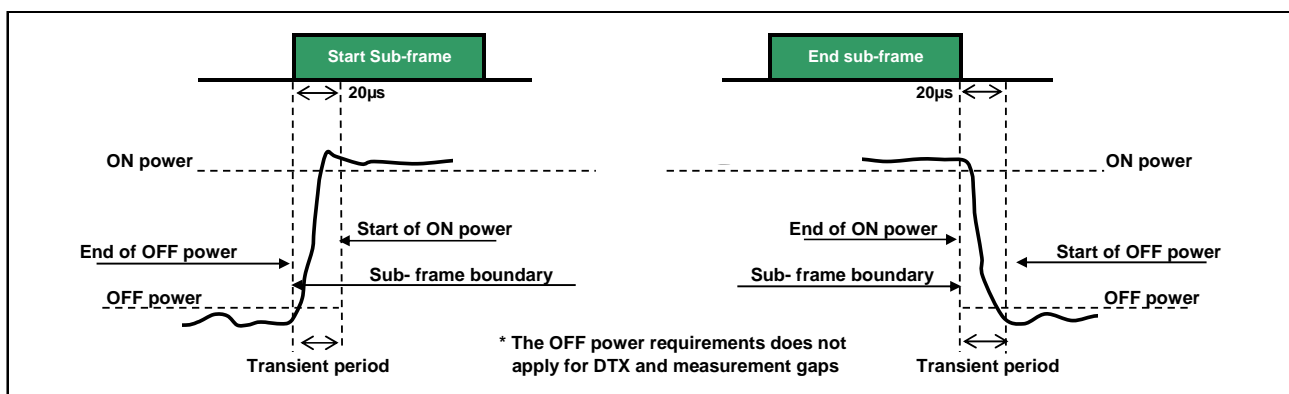 Start Sub-frame
End sub-frame
20µs
20µs
ON power
ON power
Start of ON power
End of ON power
End of OFF power
Start of OFF power
Sub- frame boundary
Sub- frame boundary
OFF power
OFF power
* The OFF power requirements does not
apply for DTX and measurement gaps
Transient period
Transient period